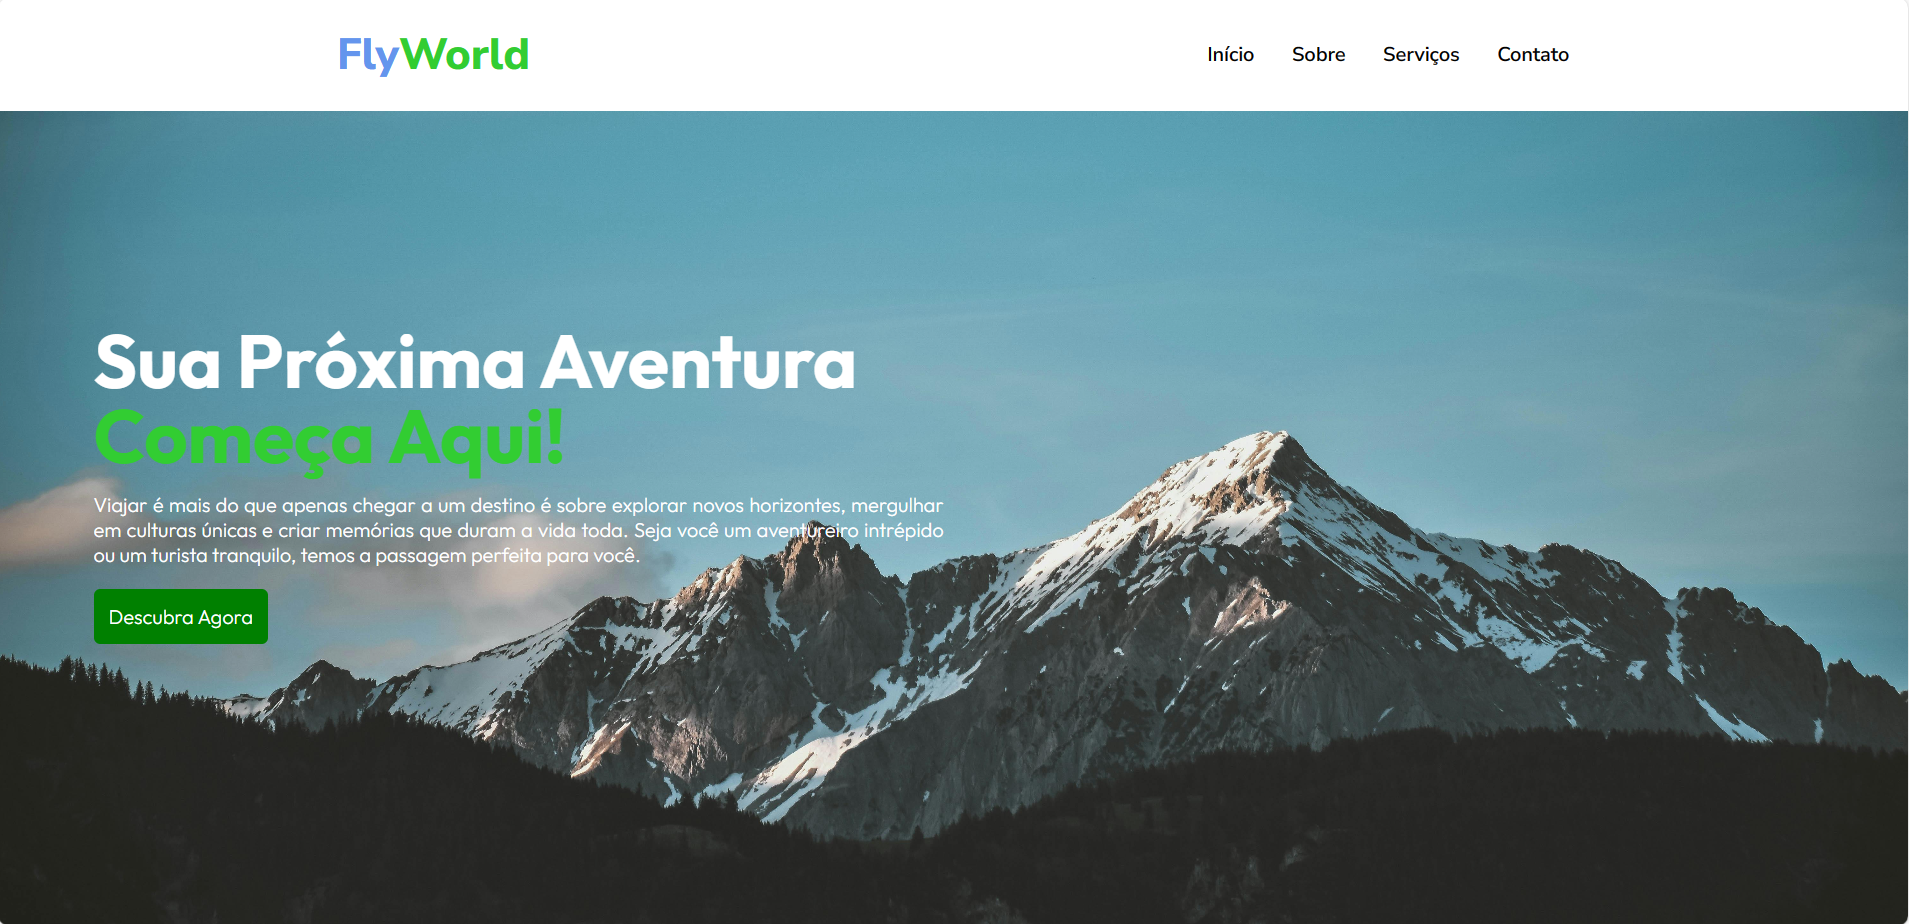 FlyWorld
Início Sobre Serviços Contato
Sua Próxima Aventura
Começa Aqui!
Viajar é mais do que apenas chegar a um destino é sobre explorar novos horizontes, mergulhar
em culturas únicas e criar memórias que duram a vida toda. Seja você um aventureiro intrépido
ou um turista tranquilo, temos a passagem perfeita para você.
Descubra Agora